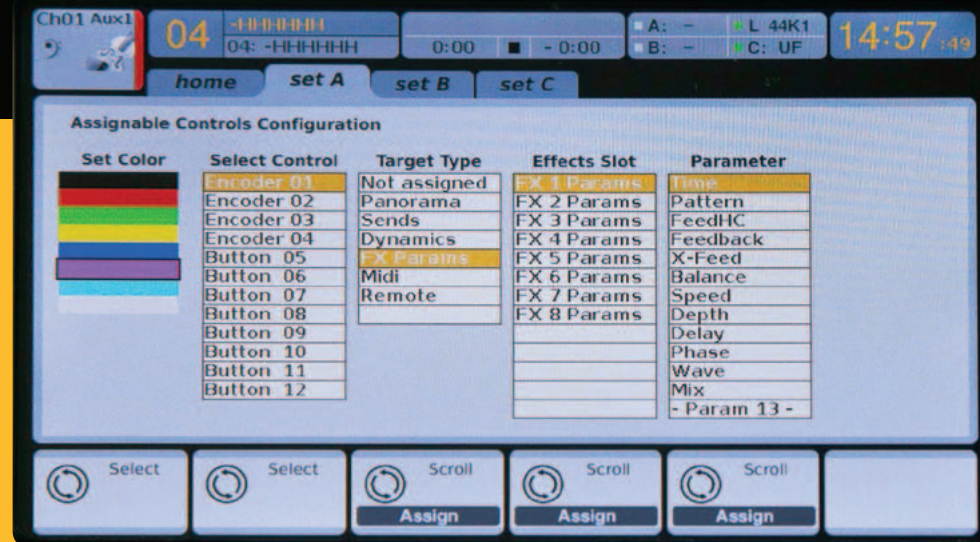 Ch01 Aux1
04
-HHHHHH
04: -HHHHHH
0:00
- 0:00
A: -
B: -
L 44K1
C: UF
14:57 :49
home
set A
set B
set C
Assignable Controls Configuration
Set Color
Select Control
Target Type
Effects Slot
Parameter
Encoder 01
Not assigned
FX 1 Params
Time
Encoder 02
Panorama
FX 2 Params
Pattern
Encoder 03
Sends
FX 3 Params
FeedHC
Encoder 04
Dynamics
FX 4 Params
Feedback
Button 05
FX Params
FX 5 Params
X-Feed
Button 06
Midi
FX 6 Params
Balance
Button 07
Remote
FX 7 Params
Speed
Button 08
FX 8 Params
Depth
Button 09
Delay
Button 10
Phase
Button 11
Wave
Button 12
Mix
- Param 13 -
Select
Select
Scroll
Assign
Scroll
Assign
Scroll
Assign